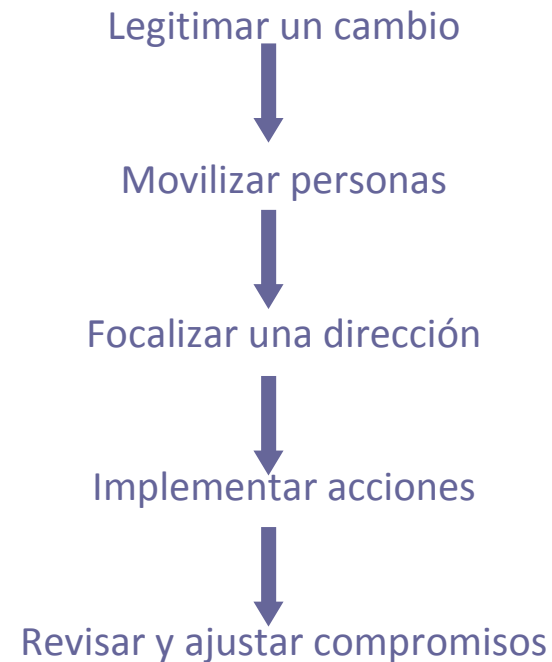 Legitimar un cambio
Movilizar personas
Focalizar una dirección
Implementar acciones
Revisar y ajustar compromisos